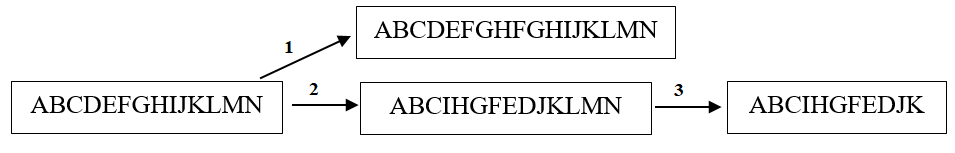 ABCDEFGHFGHIJKLMN
1
ABCDEFGHIJKLMN
2
ABCIHGFEDJKLMN
3
ABCIHGFEDJK